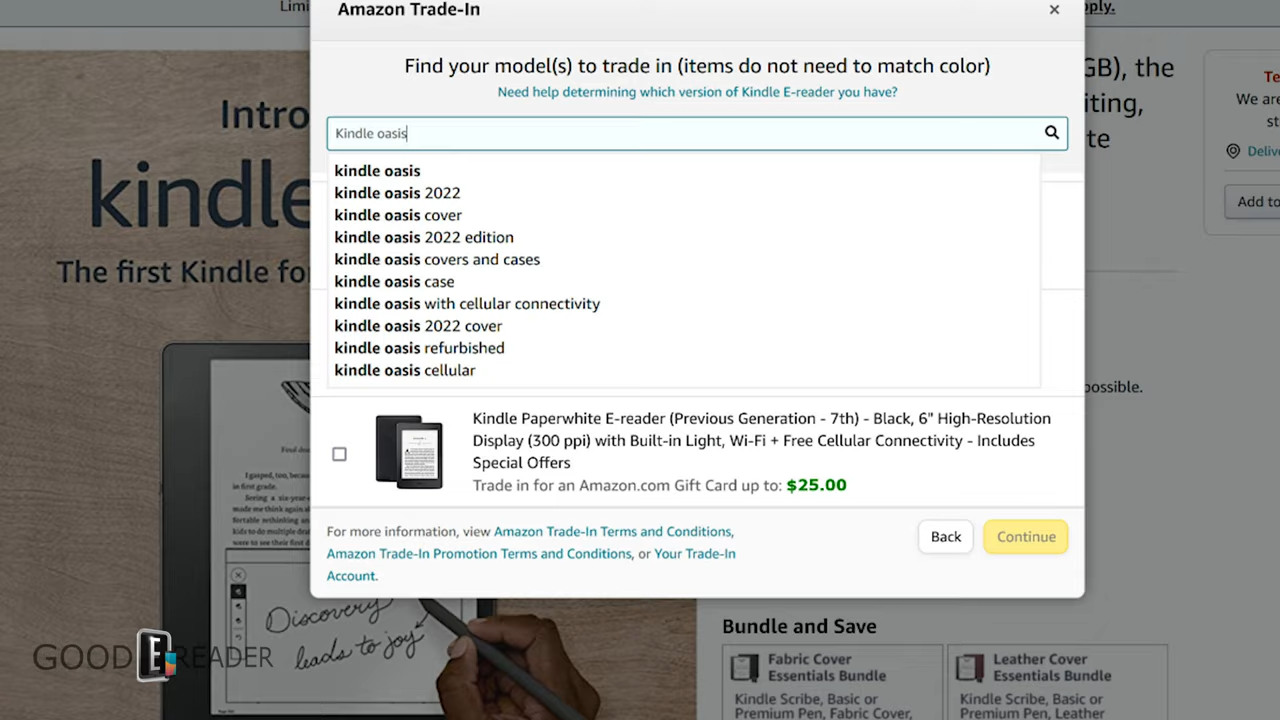 Limi
pply.
Amazon Trade-In
Find your model(s) to trade in (items do not need to match color)
Need help determining which version of Kindle E-reader you have?
Kindle oasis
kindle oasis
kindle oasis 2022
kindle oasis cover
kindle oasis 2022 edition
kindle oasis covers and cases
kindle oasis case
kindle oasis with cellular connectivity
kindle oasis 2022 cover
kindle oasis refurbished
kindle oasis cellular
Kindle Paperwhite E-reader (Previous Generation - 7th) - Black, 6" High-Resolution
Display (300 ppi) with Built-in Light, Wi-Fi + Free Cellular Connectivity - Includes
Special Offers
Trade in for an Amazon.com Gift Card up to: $25.00
For more information, view Amazon Trade-In Terms and Conditions,
Amazon Trade-In Promotion Terms and Conditions, or Your Trade-In
Account.
Back
Continue
Intro
kindle
The first Kindle fo
GB), the
iting,
te
Te
We are
st
Delive
Add to
possible.
Discovery
leads to joy
GOOD E READER
Bundle and Save
Fabric Cover
Essentials Bundle
Kindle Scribe, Basic or
Premium Pen, Fabric Cover,
Leather Cover
Essentials Bundle
Kindle Scribe, Basic or
Premium Pen, Leather